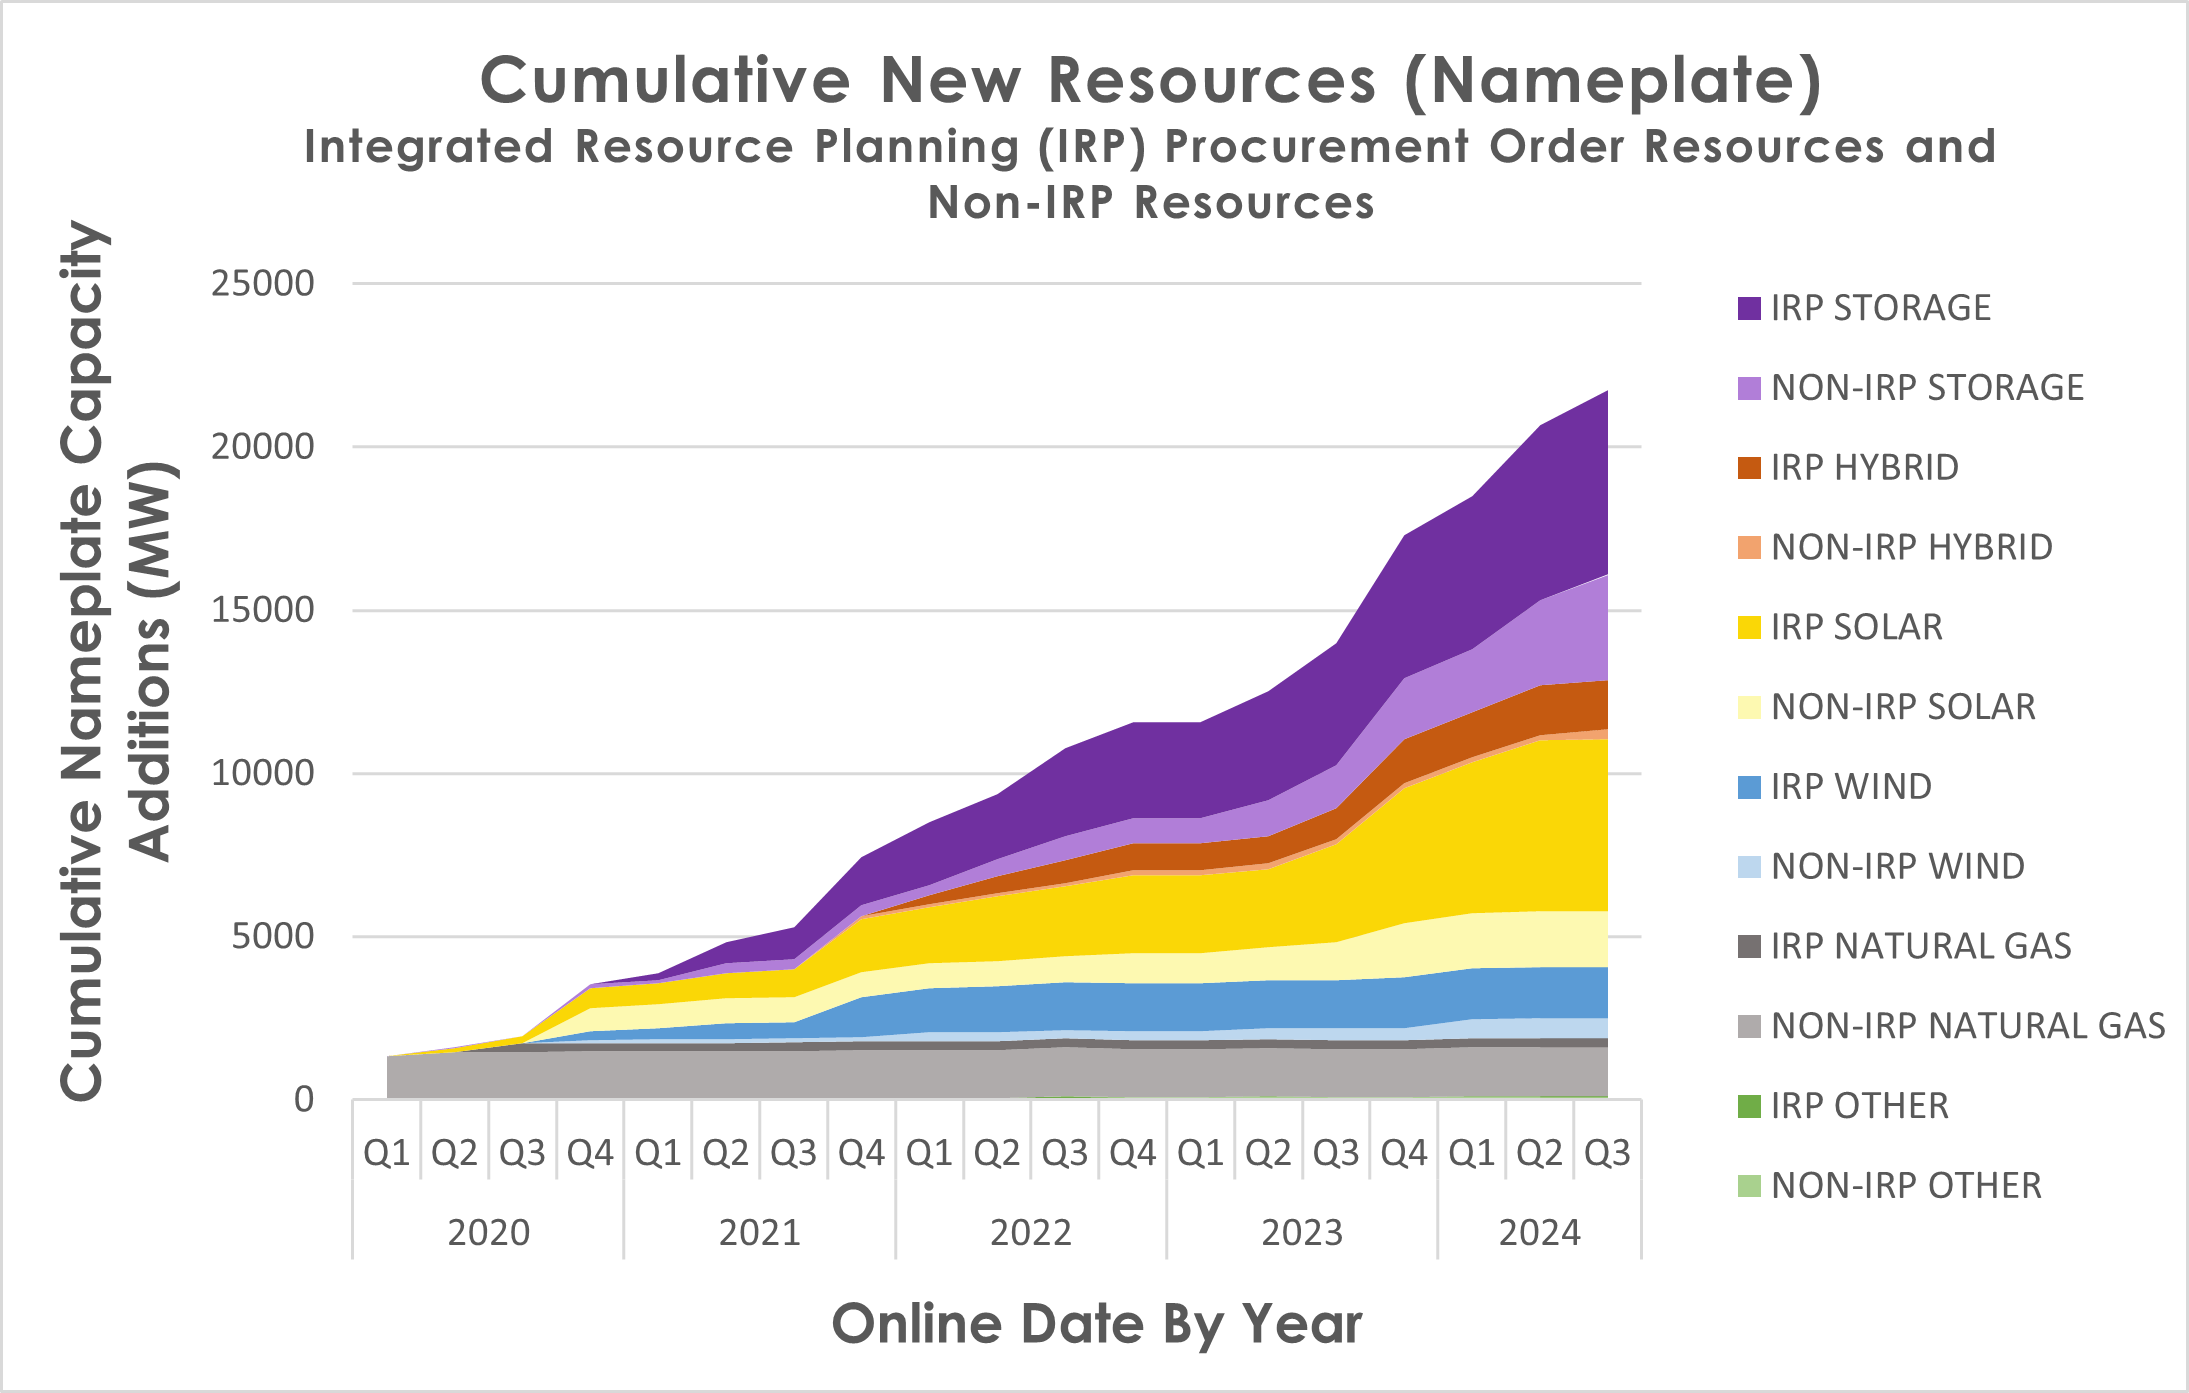 Cumulative New Resources (Nameplate)
Integrated Resource Planning (IRP) Procurement Order Resources and
Non-IRP Resources
Cumulative Nameplate Capacity
Additions (MW)
25000
20000
15000
10000
5000
0
Q1 Q2 Q3 Q4 Q1 Q2 Q3 Q4 Q1 Q2 Q3 Q4 Q1 Q2 Q3 Q4 Q1 Q2 Q3
2020 2021 2022 2023 2024
Online Date By Year
IRP STORAGE
NON-IRP STORAGE
IRP HYBRID
NON-IRP HYBRID
IRP SOLAR
NON-IRP SOLAR
IRP WIND
NON-IRP WIND
IRP NATURAL GAS
NON-IRP NATURAL GAS
IRP OTHER
NON-IRP OTHER